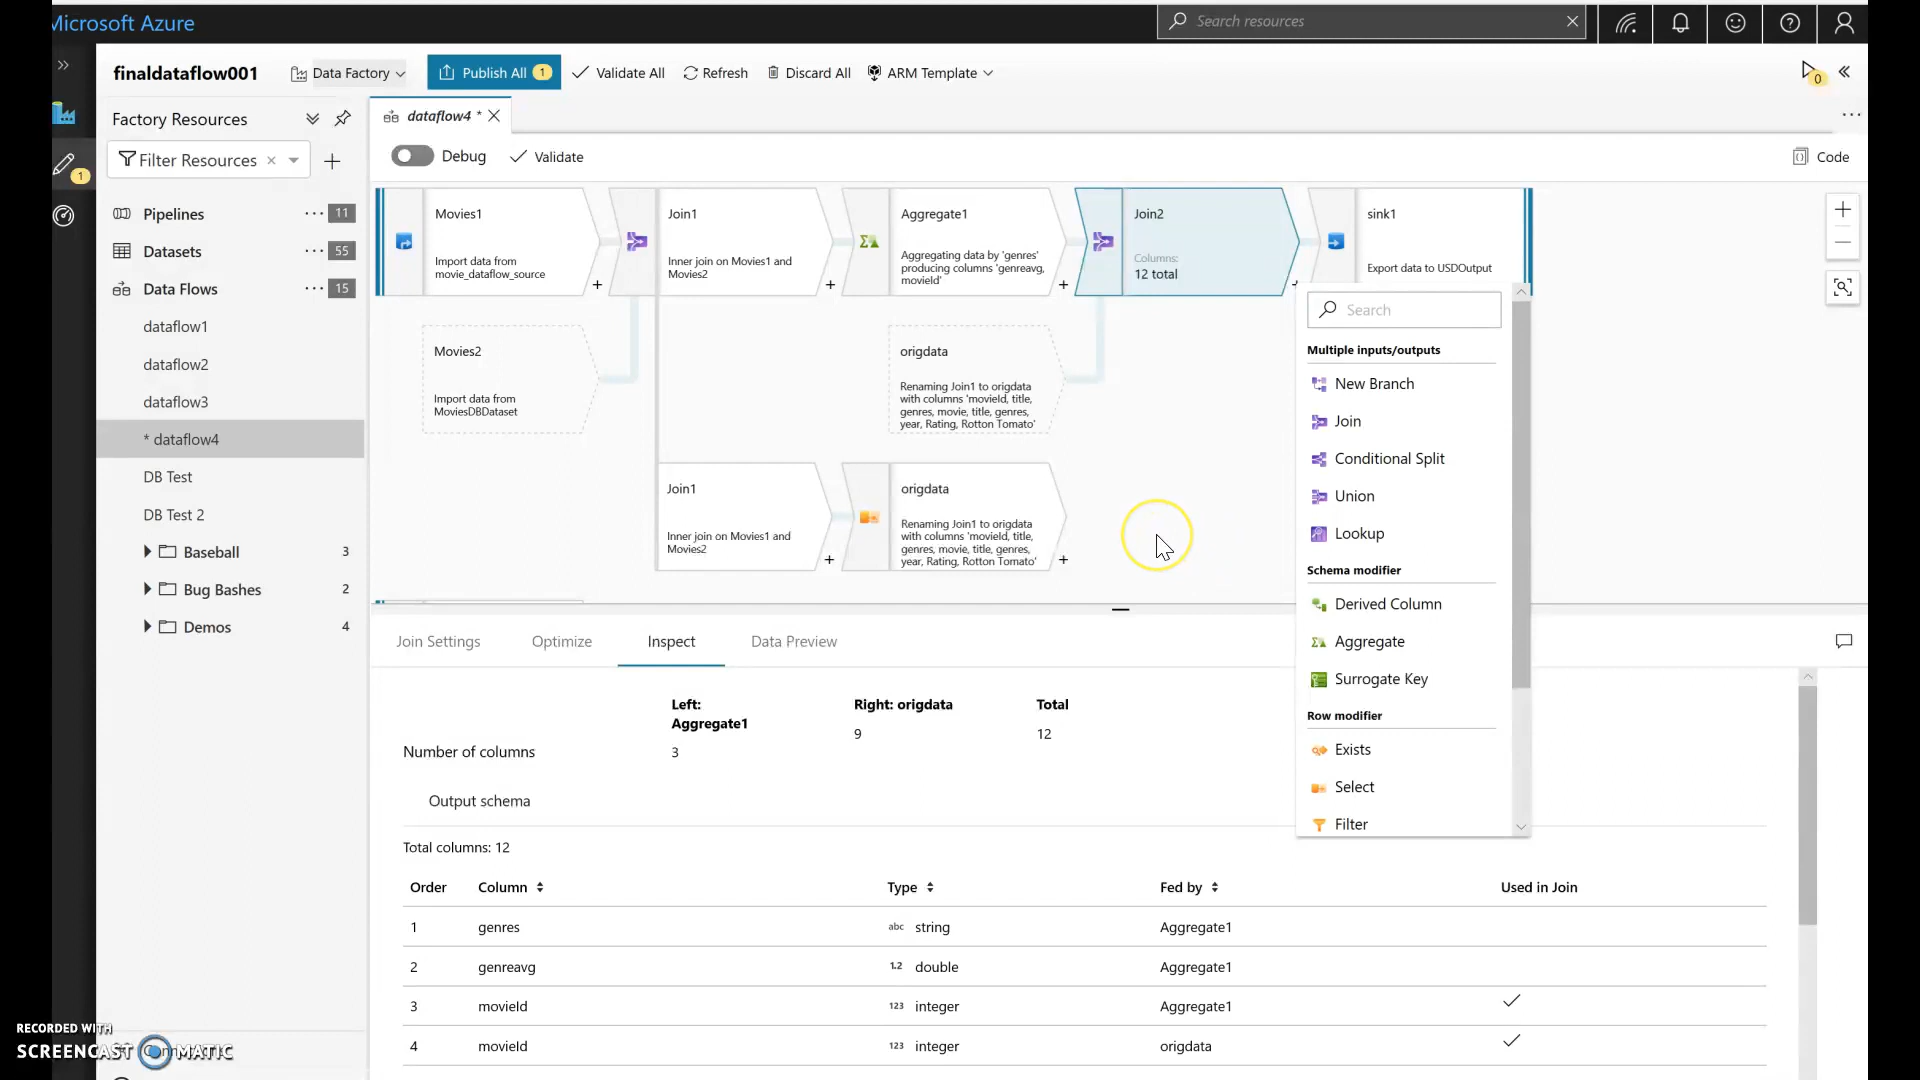 Microsoft Azure
Search resources
finaldataflow001
Data Factory
Publish All 1
Validate All
Refresh
Discard All
ARM Template
0
Factory Resources
dataflow4 *
Filter Resources
Debug
Validate
Code
1
Pipelines 11
Datasets 55
Data Flows 15
dataflow1
dataflow2
dataflow3
* dataflow4
DB Test
DB Test 2
Baseball 3
Bug Bashes 2
Demos 4
Movies1
Import data from
movie_dataflow_source
Join1
Inner join on Movies1 and
Movies2
Aggregate1
Aggregating data by 'genres'
producing columns 'genreavg,
movieId'
Join2
Columns:
12 total
sink1
Export data to USDOutput
Movies2
Import data from
MoviesDBDataset
origdata
Renaming Join1 to origdata
with columns 'movieId, title,
genres, movie, title, genres,
year, Rating, Rotton Tomato'
Join1
Inner join on Movies1 and
Movies2
origdata
Renaming Join1 to origdata
with columns 'movieId, title,
genres, movie, title, genres,
year, Rating, Rotton Tomato'
Search
Multiple inputs/outputs
New Branch
Join
Conditional Split
Union
Lookup
Schema modifier
Derived Column
Aggregate
Surrogate Key
Row modifier
Exists
Select
Filter
Join Settings
Optimize
Inspect
Data Preview
Left:
Aggregate1
Right: origdata
Total
Number of columns
3
9
12
Output schema
Total columns: 12
Order Column Type Fed by Used in Join
1 genres abc string Aggregate1
2 genreavg 1.2 double Aggregate1
3 movieId 123 integer Aggregate1
4 movieId 123 integer origdata
RECORDED WITH
SCREENCAST MATIC